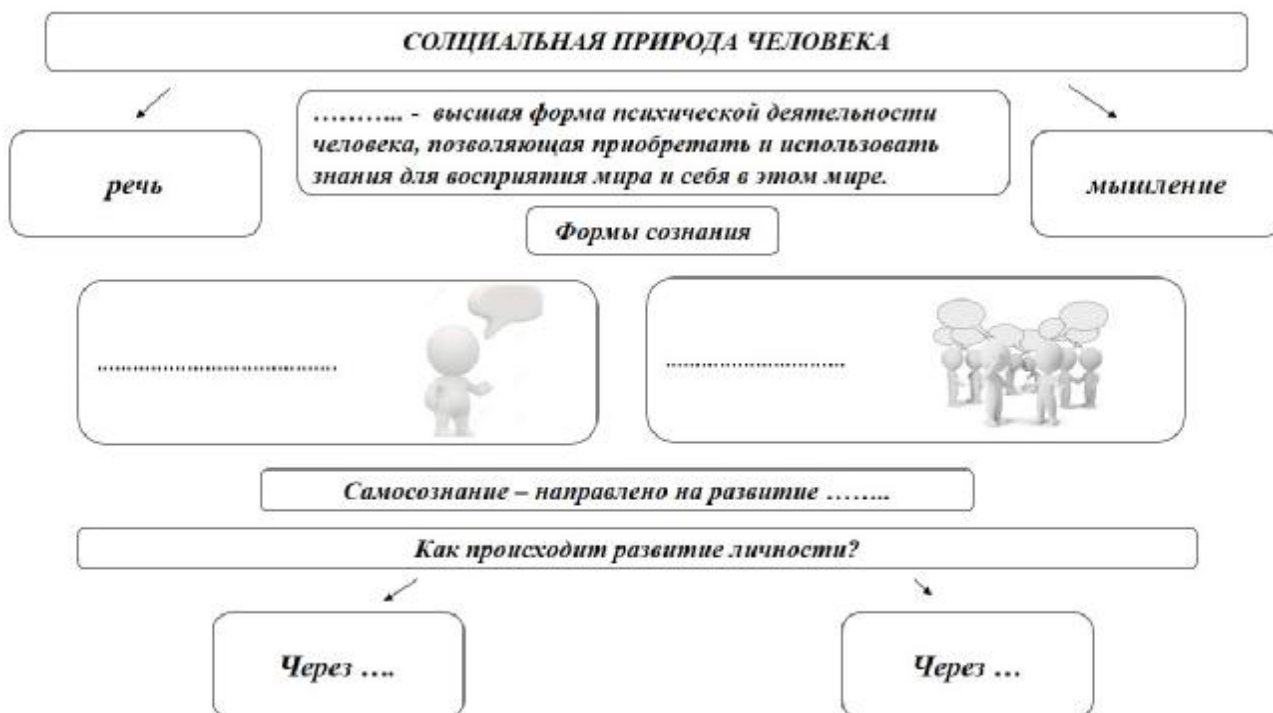 СОЛЦИАЛЬНАЯ ПРИРОДА ЧЕЛОВЕКА
речь
……….. - высшая форма психической деятельности
человека, позволяющая приобретать и использовать
знания для восприятия мира и себя в этом мире.
мышление
Формы сознания
........................................
..............................
Самосознание – направлено на развитие ……..
Как происходит развитие личности?
Через ….
Через …